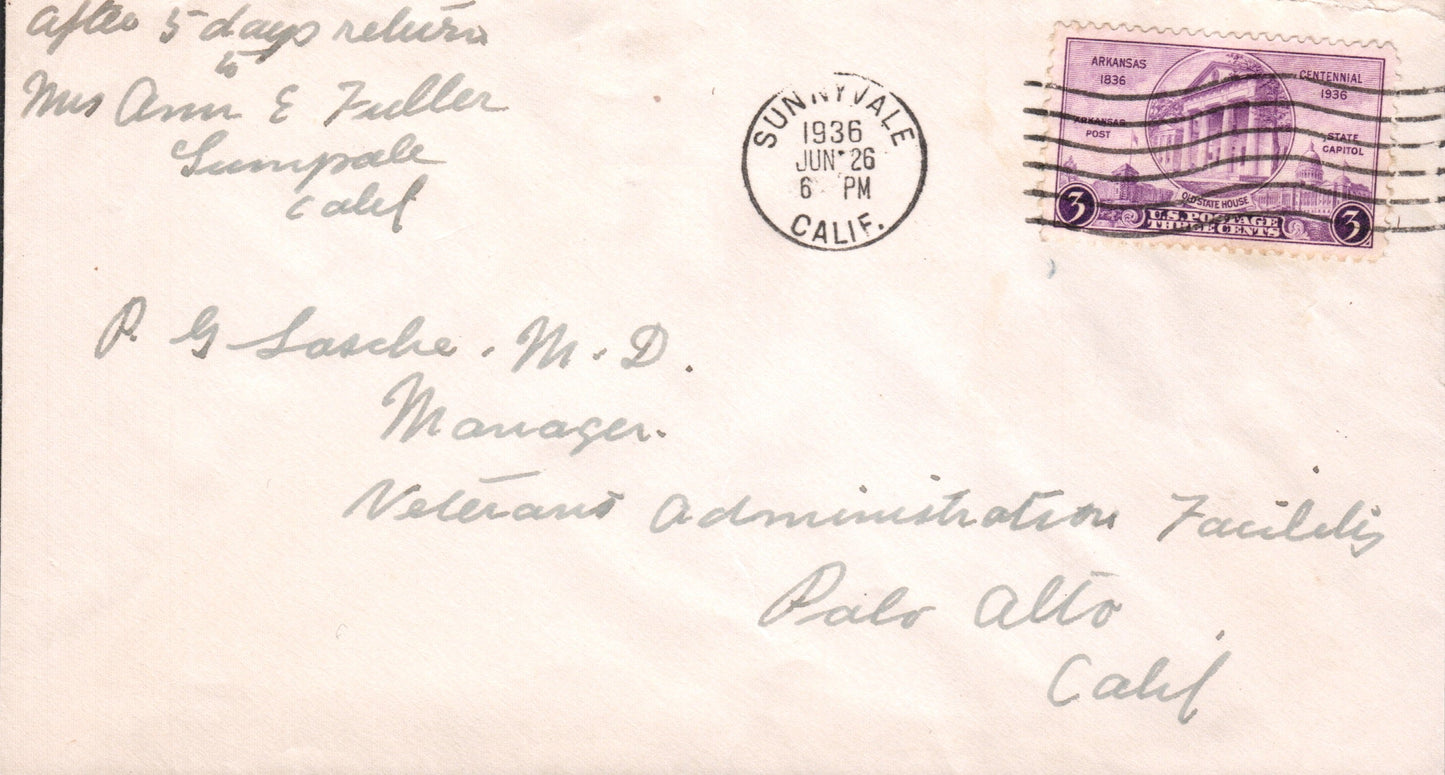 after 5 days return
to
Mrs Ann E Fuller
Calif
SUNNYVALE
1936
JUN 26
6 PM
CALIF.
ARKANSAS
1836
CENTENNIAL
1936
ARKANSAS
POST
STATE
CAPITOL
OLD STATE HOUSE
3
U.S. POSTAGE
THREE CENTS
3
P. G Sasche. M. D.
Manager.
Veterans Administration Facility
Palo Alto
Calif